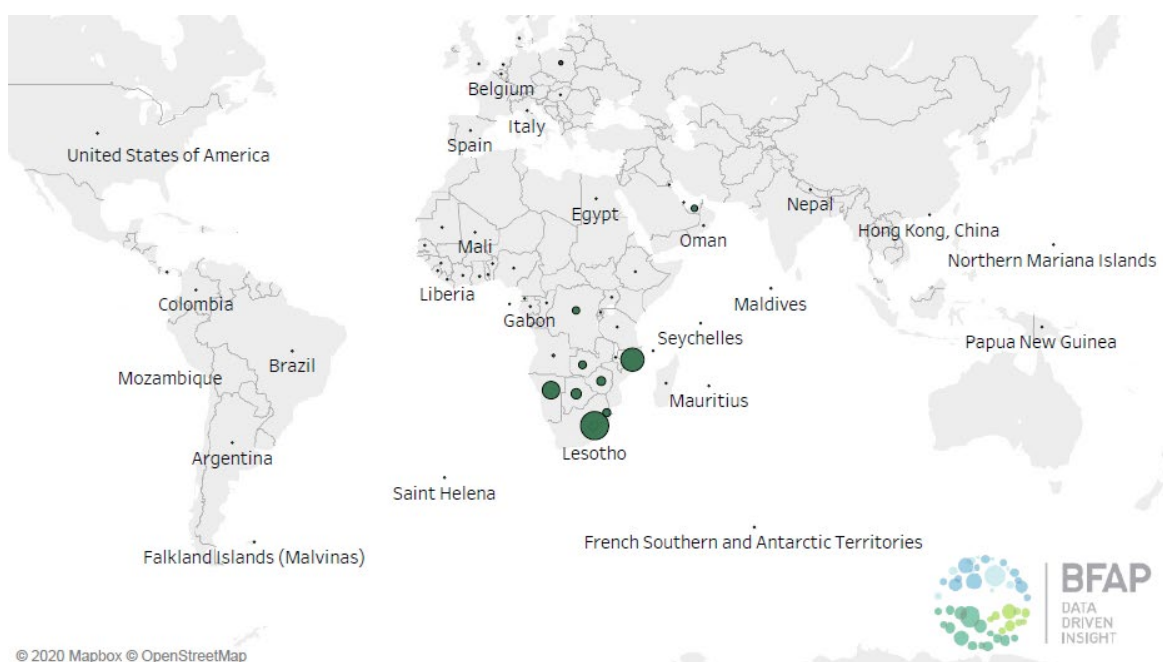 Belgium
Italy
Spain
United States of America
Egypt
Nepal
Oman
Hong Kong, China
Mali
Northern Mariana Islands
Liberia
Colombia
Maldives
Gabon
Seychelles
Papua New Guinea
Brazil
Mozambique
Mauritius
Lesotho
Argentina
Saint Helena
French Southern and Antarctic Territories
Falkland Islands (Malvinas)
BFAP
DATA
DRIVEN
INSIGHT
© 2020 Mapbox © OpenStreetMap